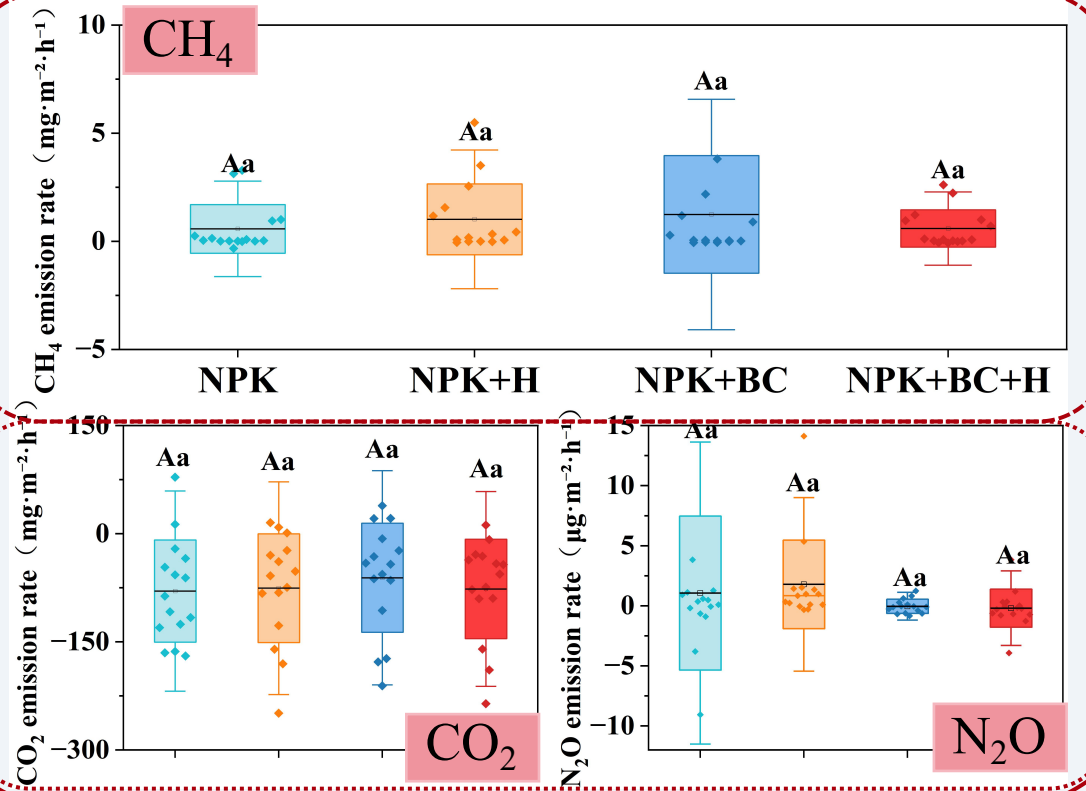 CH₄
CH₄ emission rate (mg·m⁻²·h⁻¹)
10
5
0
−5
Aa
Aa
Aa
Aa
NPK
NPK+H
NPK+BC
NPK+BC+H
CO₂ emission rate (mg·m⁻²·h⁻¹)
150
0
−150
−300
Aa
Aa
Aa
Aa
CO₂
N₂O emission rate (µg·m⁻²·h⁻¹)
15
10
5
0
−5
−10
Aa
Aa
Aa
Aa
N₂O